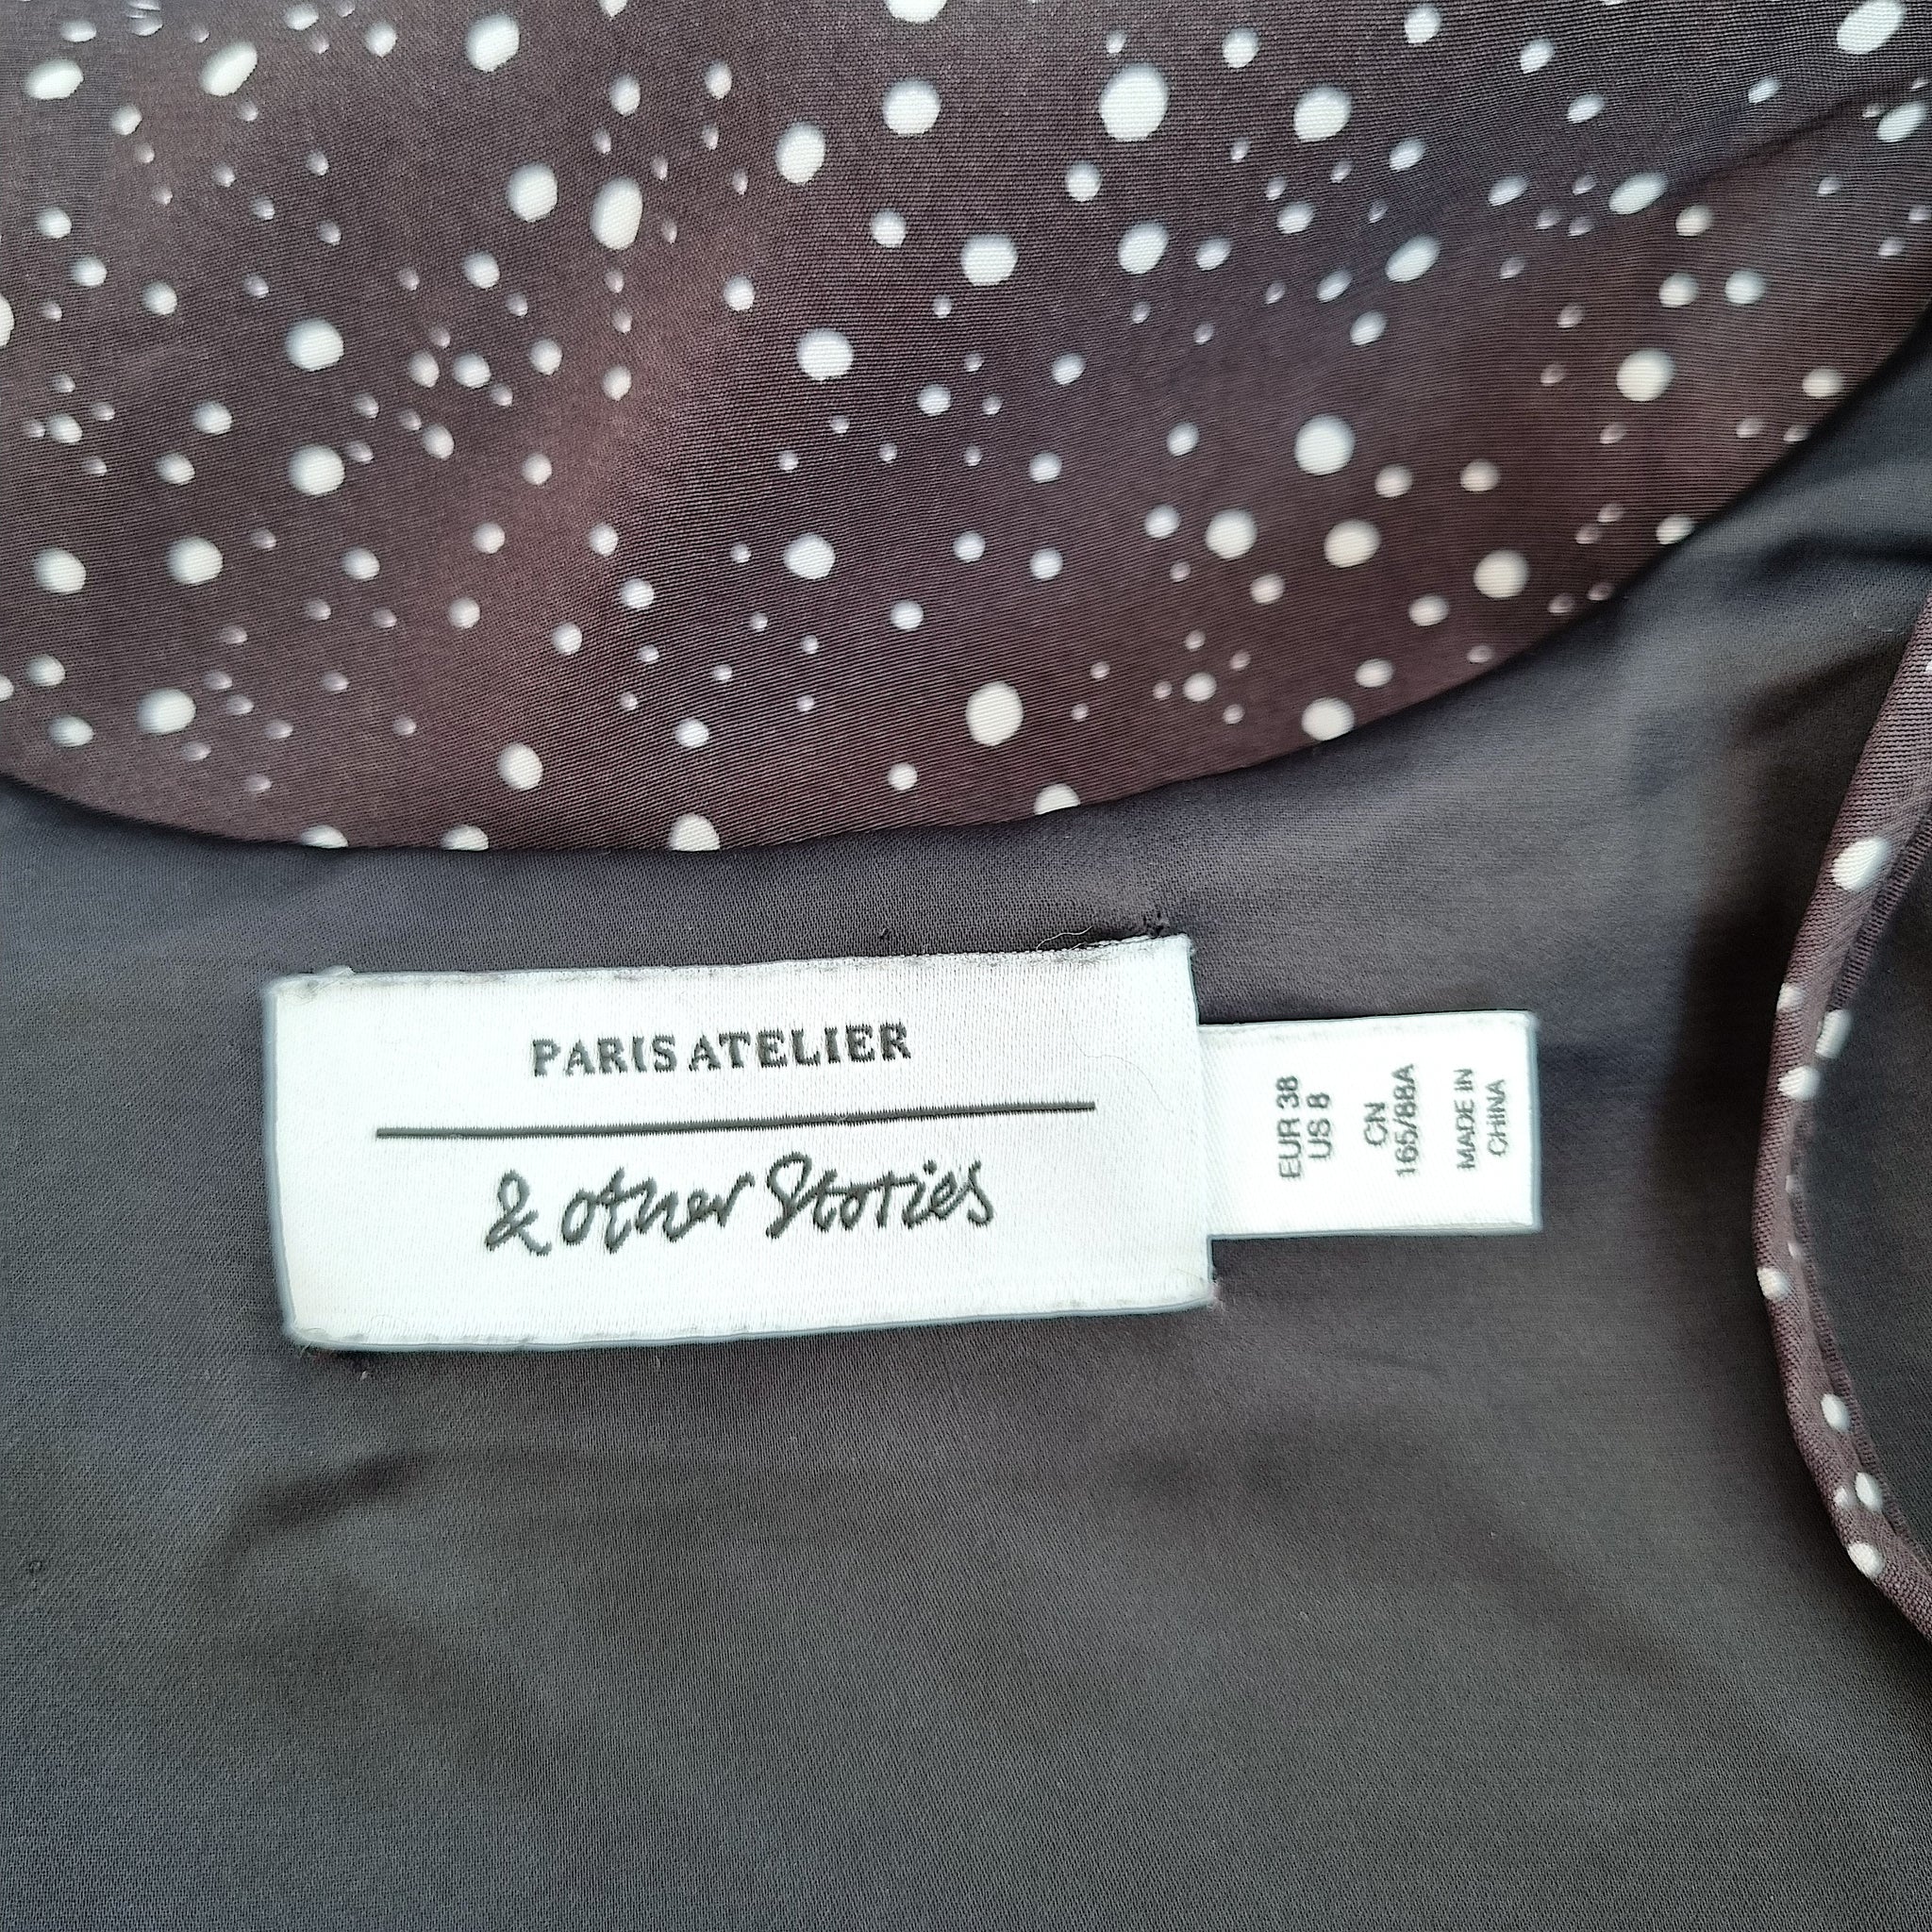 PARIS ATELIER
& other Stories
EUR 38
US 8
CN
165/88A
MADE IN
CHINA